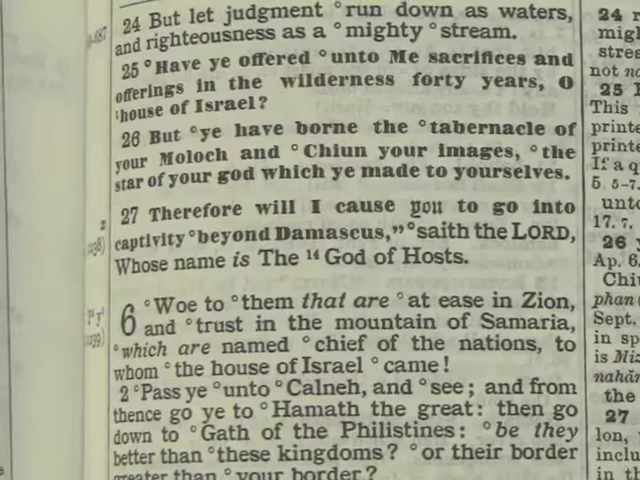 24 But let judgment °run down as waters,
and righteousness as a °mighty °stream.
25 °Have ye offered °unto Me sacrifices and
offerings in the wilderness forty years, O
house of Israel?
26 But °ye have borne the °tabernacle of
your Moloch and °Chiun your images, °the
star of your god which ye made to yourselves.
27 Therefore will I cause you to go into
captivity °beyond Damascus,” °saith the LORD,
Whose name is The ¹⁴ God of Hosts.
6 °Woe to °them that are °at ease in Zion,
and °trust in the mountain of Samaria,
°which are named °chief of the nations, to
whom °the house of Israel °came!
2 °Pass ye °unto °Calneh, and °see; and from
thence go ye to °Hamath the great: then go
down to °Gath of the Philistines: °be they
better than °these kingdoms? °or their border
greater than °your border?
24
might
not
25
This
printe
printe
If a q
5. 5-7.
unto
17. 7.
26
Ap. 6.
Chiu
phan
Sept.
in sp
is Miz
nahăr
the
27
lon,
inclu